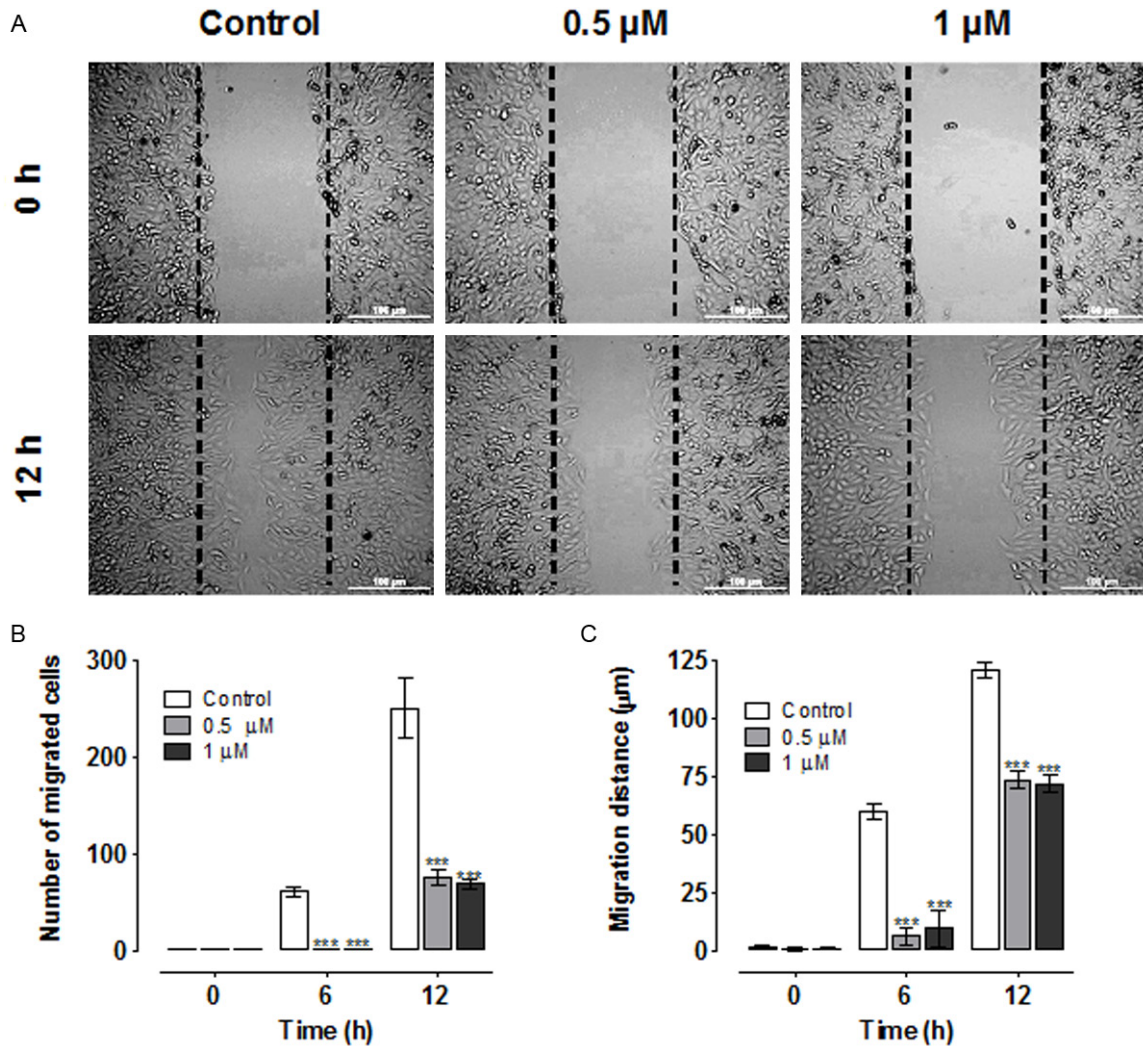 A
Control
0.5 µM
1 µM
0 h
100 µm
100 µm
100 µm
12 h
100 µm
100 µm
100 µm
B
Number of migrated cells
300
200
100
0
Control
0.5 µM
1 µM
***
***
***
***
0
6
12
Time (h)
C
Migration distance (µm)
125
100
75
50
25
0
Control
0.5 µM
1 µM
***
***
***
***
0
6
12
Time (h)